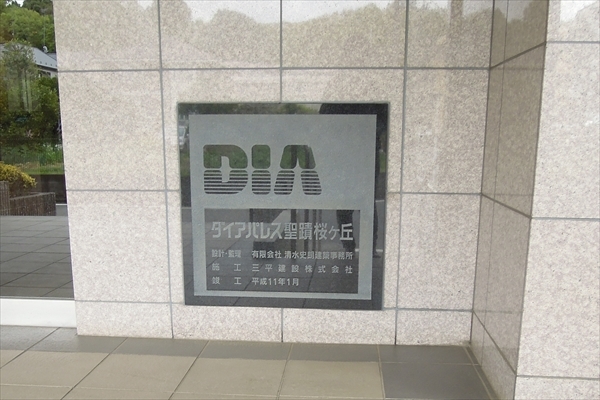 DIA
ダイアパレス聖蹟桜ヶ丘
設計・監理 有限会社 清水史朗建築事務所
施工 三平建設株式会社
竣工 平成11年1月